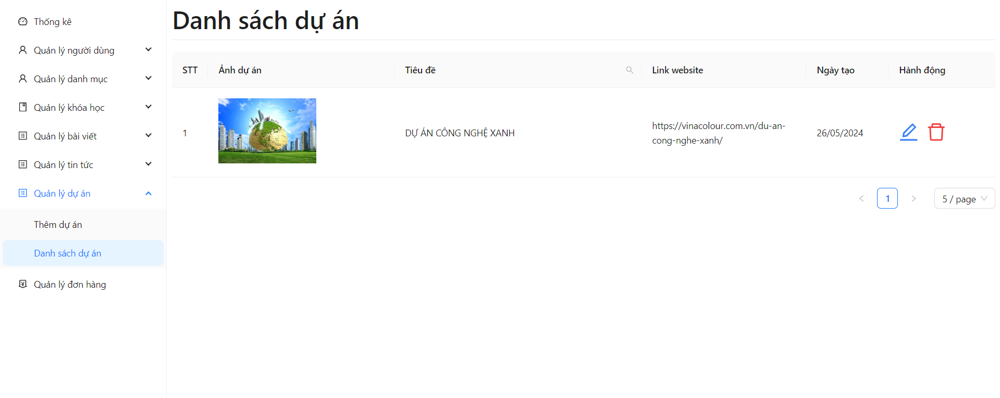 Thống kê
Quản lý người dùng
Quản lý danh mục
Quản lý khóa học
Quản lý bài viết
Quản lý tin tức
Quản lý dự án
Thêm dự án
Danh sách dự án
Quản lý đơn hàng
Danh sách dự án
STT Ảnh dự án Tiêu đề Link website Ngày tạo Hành động
1 DỰ ÁN CÔNG NGHỆ XANH https://vinacolour.com.vn/du-an-
cong-nghe-xanh/ 26/05/2024
< 1 > 5 / page